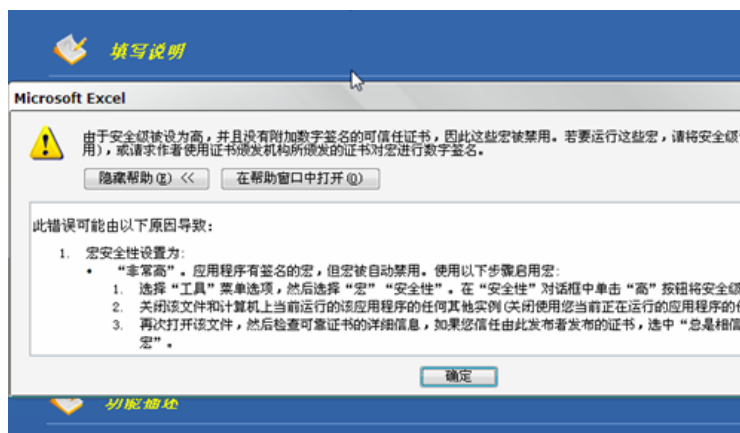 填写说明
Microsoft Excel
由于安全级被设为高，并且没有附加数字签名的可信任证书，因此这些宏被禁用。若要运行这些宏，请将安全级
用)，或请求作者使用证书颁发机构所颁发的证书对宏进行数字签名。
隐藏帮助(E) << 在帮助窗口中打开(O)
此错误可能由以下原因导致：
1. 宏安全性设置为:
• “非常高”。应用程序有签名的宏，但宏被自动禁用。使用以下步骤启用宏：
1. 选择“工具”菜单选项，然后选择“宏”“安全性”。在“安全性”对话框中单击“高”按钮将安全级
2. 关闭该文件和计算机上当前运行的该应用程序的任何其他实例(关闭使用您当前正在运行的应用程序的
3. 再次打开该文件，然后检查可靠证书的详细信息，如果您信任由此发布者发布的证书，选中“总是相信
宏”。
确定
功能描述